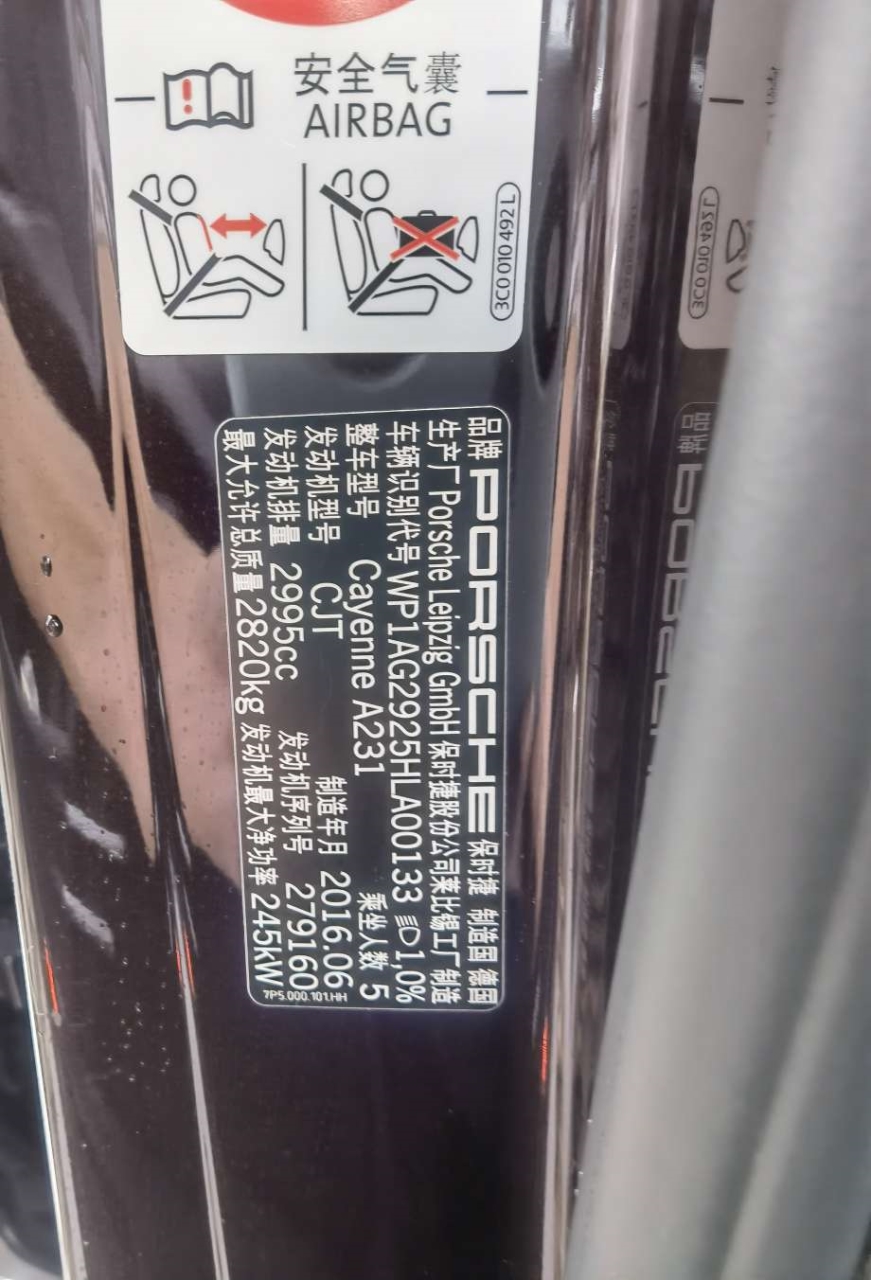 安全气囊
AIRBAG
3C0 010 492 L
品牌 PORSCHE 保时捷 制造国 德国
生产厂 Porsche Leipzig GmbH 保时捷股份公司莱比锡工厂制造
车辆识别代号 WP1AG2925HLA00133 1,0%
整车型号 Cayenne A231 乘坐人数 5
发动机型号 CJT 制造年月 2016.06
发动机排量 2995cc 发动机序列号 279160
最大允许总质量 2820kg 发动机最大净功率 245kW
7P5.000.101.HH